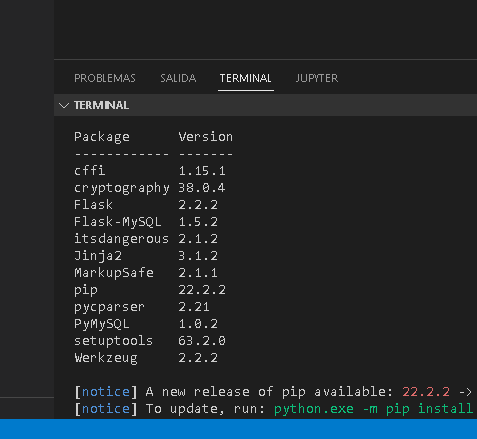 PROBLEMAS SALIDA TERMINAL JUPYTER
TERMINAL
Package Version
------------ -------
cffi 1.15.1
cryptography 38.0.4
Flask 2.2.2
Flask-MySQL 1.5.2
itsdangerous 2.1.2
Jinja2 3.1.2
MarkupSafe 2.1.1
pip 22.2.2
pycparser 2.21
PyMySQL 1.0.2
setuptools 63.2.0
Werkzeug 2.2.2
[notice] A new release of pip available: 22.2.2 ->
[notice] To update, run: python.exe -m pip install